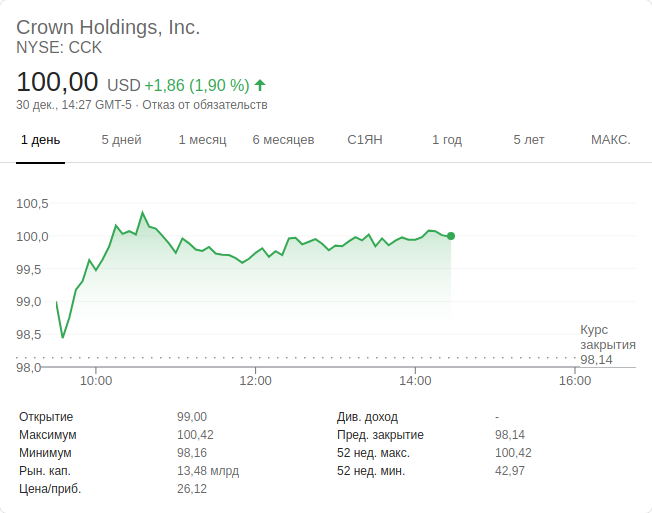 Crown Holdings, Inc.
NYSE: CCK
100,00 USD +1,86 (1,90 %)
30 дек., 14:27 GMT-5 · Отказ от обязательств
1 день 5 дней 1 месяц 6 месяцев С1ЯН 1 год 5 лет МАКС.
100,5
100,0
99,5
99,0
98,5
98,0
Курс
закрытия
98,14
10:00 12:00 14:00 16:00
Открытие 99,00 Див. доход -
Максимум 100,42 Пред. закрытие 98,14
Минимум 98,16 52 нед. макс. 100,42
Рын. кап. 13,48 млрд 52 нед. мин. 42,97
Цена/приб. 26,12